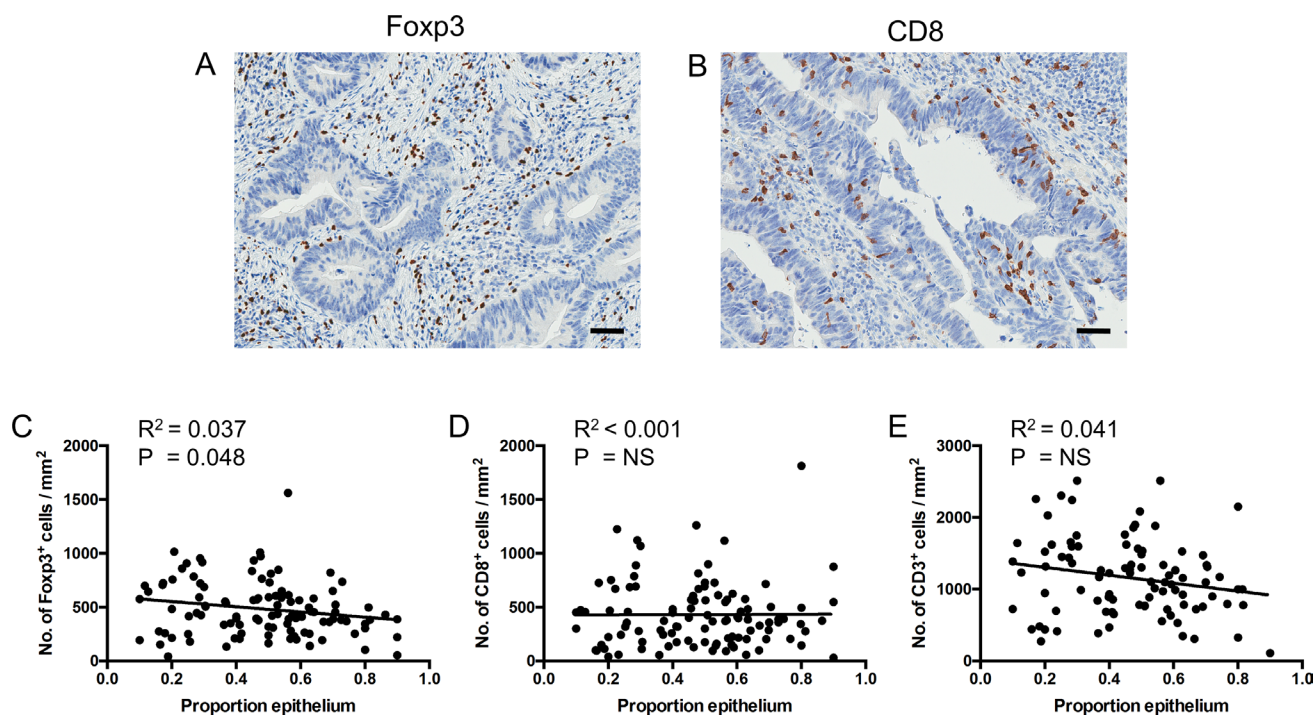 Foxp3
CD8
A
B
C
R² = 0.037
P = 0.048
2000
1500
1000
500
0
No. of Foxp3⁺ cells / mm²
0.0 0.2 0.4 0.6 0.8 1.0
Proportion epithelium
D
R² < 0.001
P = NS
2000
1500
1000
500
0
No. of CD8⁺ cells / mm²
0.0 0.2 0.4 0.6 0.8 1.0
Proportion epithelium
E
R² = 0.041
P = NS
3000
2000
1000
0
No. of CD3⁺ cells / mm²
0.0 0.2 0.4 0.6 0.8 1.0
Proportion epithelium